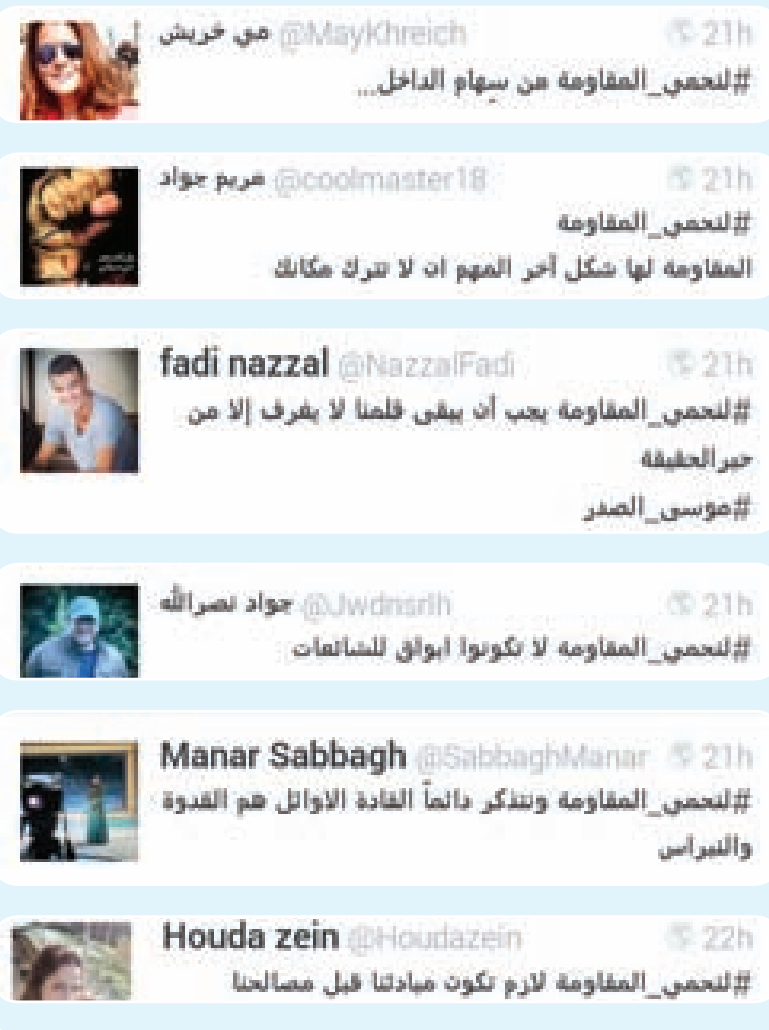 مي خريش @MayKhreich 21h
#لنحمي_المقاومة من سهام الداخل...
مريم جواد @coolmaster18 21h
#لنحمي_المقاومة
المقاومة لها شكل آخر المهم ان لا تترك مكانك
fadi nazzal @NazzalFadi 21h
#لنحمي_المقاومة يجب أن يبقى قلمنا لا يغرف إلا من
حبرالحقيقة
#موسى_الصدر
جواد نصرالله @Jwdnsrlh 21h
#لنحمي_المقاومة لا تكونوا ابواق للشائعات
Manar Sabbagh @SabbaghManar 21h
#لنحمي_المقاومة ونتذكر دائماً القادة الاوائل هم القدوة
والنبراس
Houda zein @Houdazein 22h
#لنحمي_المقاومة لازم تكون مبادئنا قبل مصالحنا